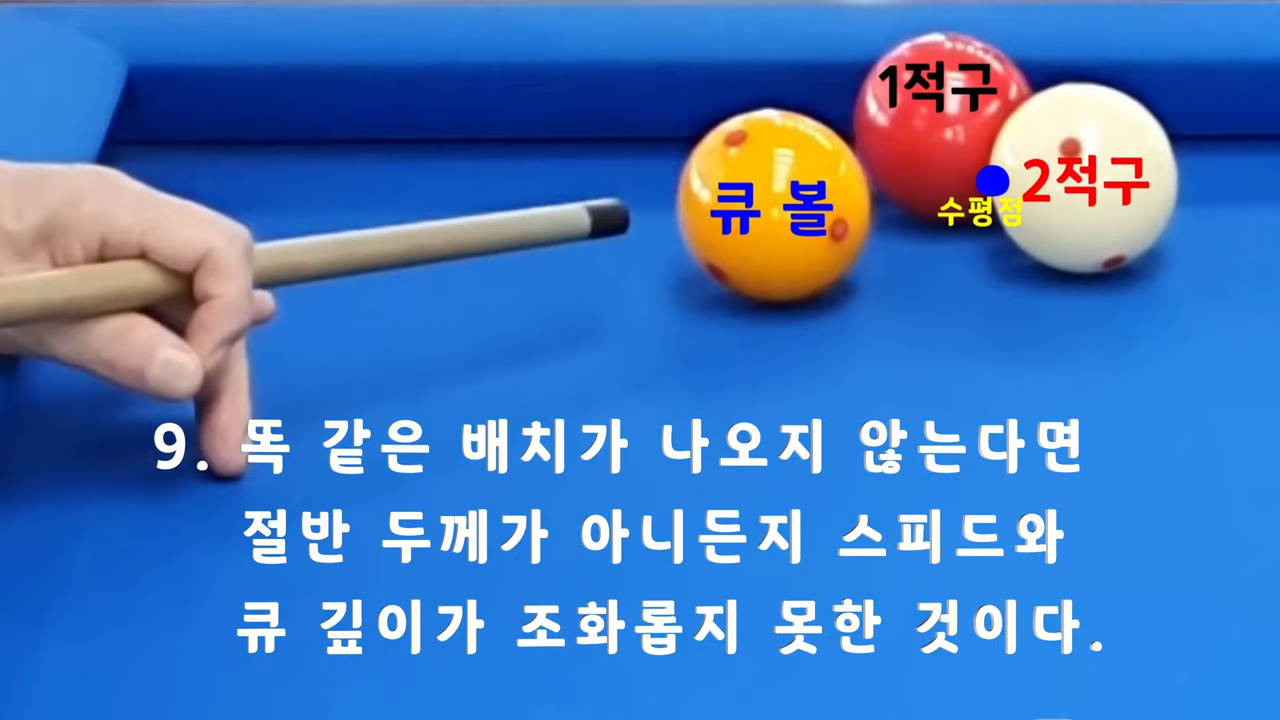 1적구
2적구
큐 볼
수평점
9. 똑 같은 배치가 나오지 않는다면
절반 두께가 아니든지 스피드와
큐 깊이가 조화롭지 못한 것이다.